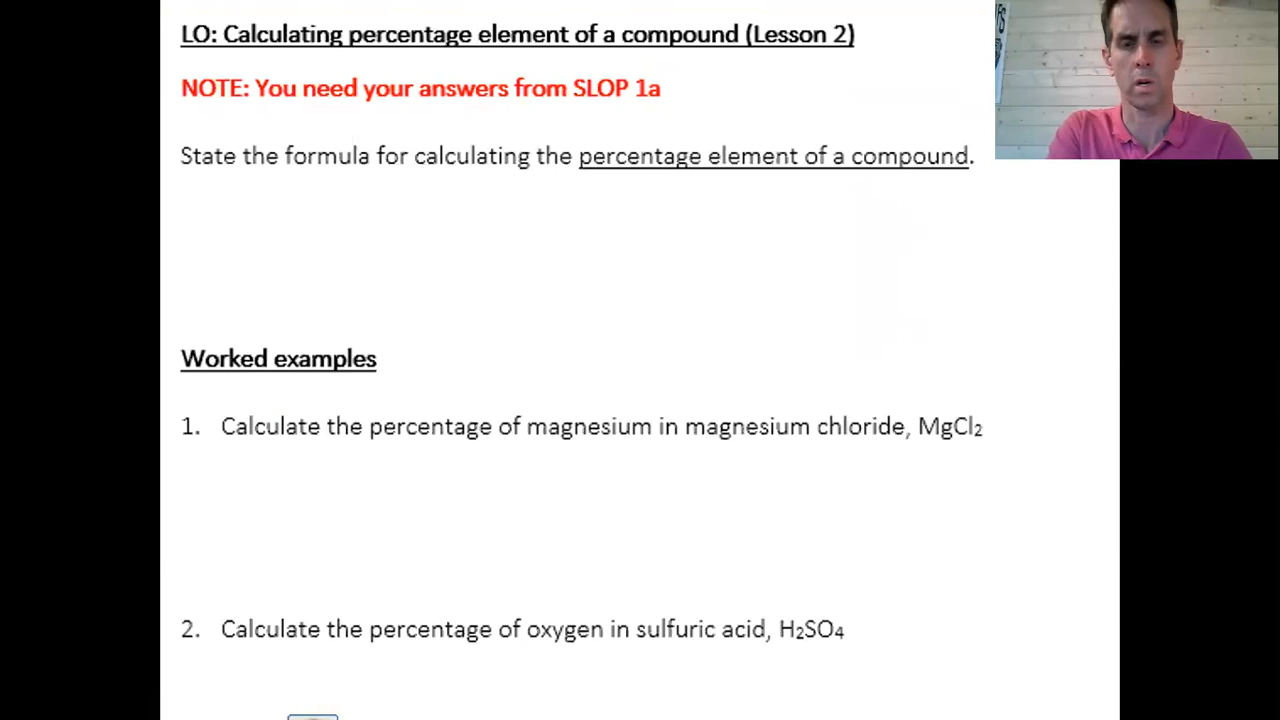 LO: Calculating percentage element of a compound (Lesson 2)
NOTE: You need your answers from SLOP 1a
State the formula for calculating the percentage element of a compound.
Worked examples
1. Calculate the percentage of magnesium in magnesium chloride, MgCl₂
2. Calculate the percentage of oxygen in sulfuric acid, H₂SO₄